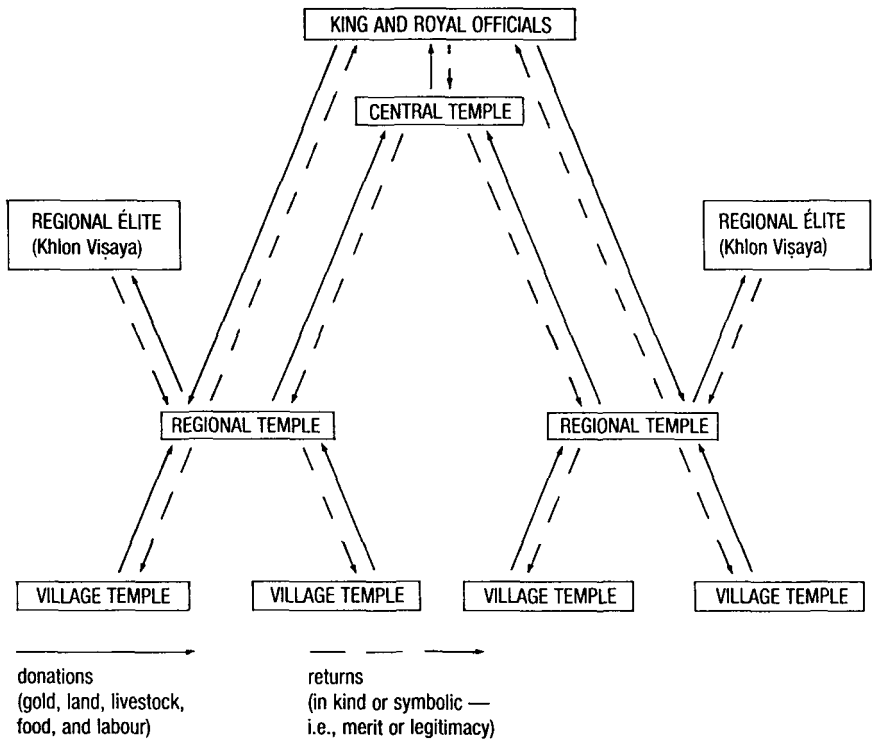 KING AND ROYAL OFFICIALS
CENTRAL TEMPLE
REGIONAL ÉLITE
(Khlon Viṣaya)
REGIONAL ÉLITE
(Khlon Viṣaya)
REGIONAL TEMPLE
REGIONAL TEMPLE
VILLAGE TEMPLE
VILLAGE TEMPLE
VILLAGE TEMPLE
VILLAGE TEMPLE
donations
(gold, land, livestock,
food, and labour)
returns
(in kind or symbolic —
i.e., merit or legitimacy)